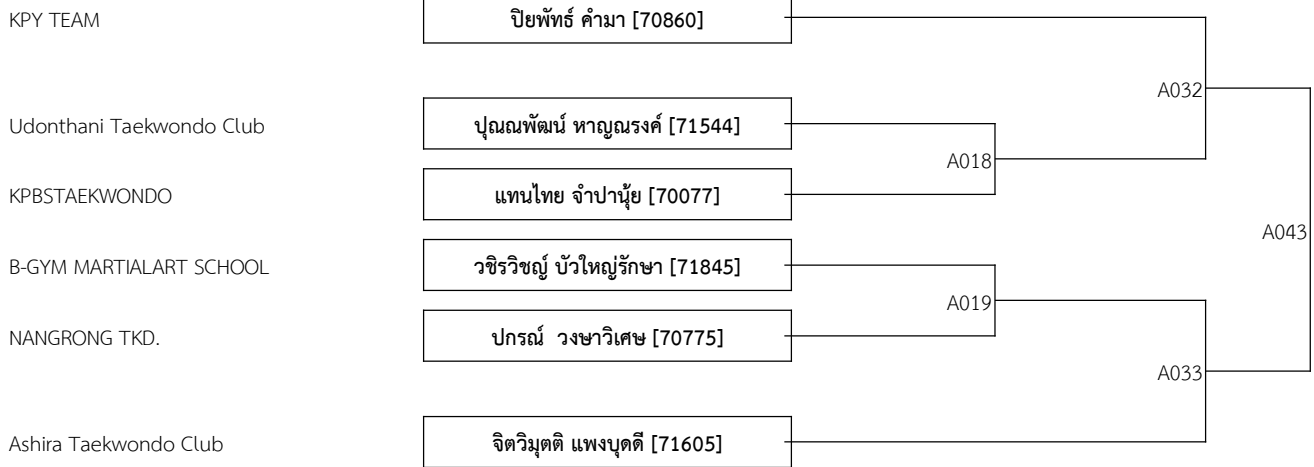 KPY TEAM ปิยพัทธ์ คำมา [70860]
A032
Udonthani Taekwondo Club ปุณณพัฒน์ หาญณรงค์ [71544]
A018
KPBSTAEKWONDO แทนไทย จำปานุ้ย [70077]
A043
B-GYM MARTIALART SCHOOL วชิรวิชญ์ บัวใหญ่รักษา [71845]
A019
NANGRONG TKD. ปกรณ์ วงษาวิเศษ [70775]
A033
Ashira Taekwondo Club จิตวิมุตติ แพงบุดดี [71605]